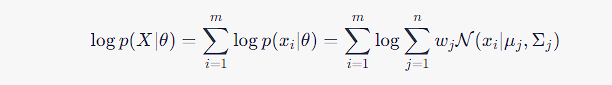 log p(X|θ) = ∑_{i=1}^{m} log p(x_i|θ) = ∑_{i=1}^{m} log ∑_{j=1}^{n} w_j 𝒩(x_i|μ_j, Σ_j)